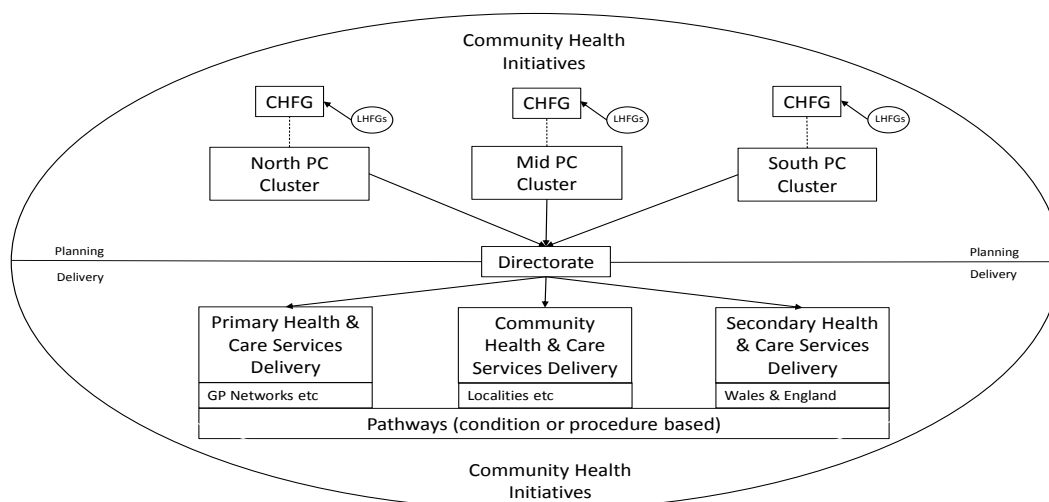 Community Health
Initiatives
CHFG
LHFGs
CHFG
LHFGs
CHFG
LHFGs
North PC
Cluster
Mid PC
Cluster
South PC
Cluster
Planning
Directorate
Planning
Delivery
Delivery
Primary Health &
Care Services
Delivery
GP Networks etc
Community
Health & Care
Services Delivery
Localities etc
Secondary Health
& Care Services
Delivery
Wales & England
Pathways (condition or procedure based)
Community Health
Initiatives